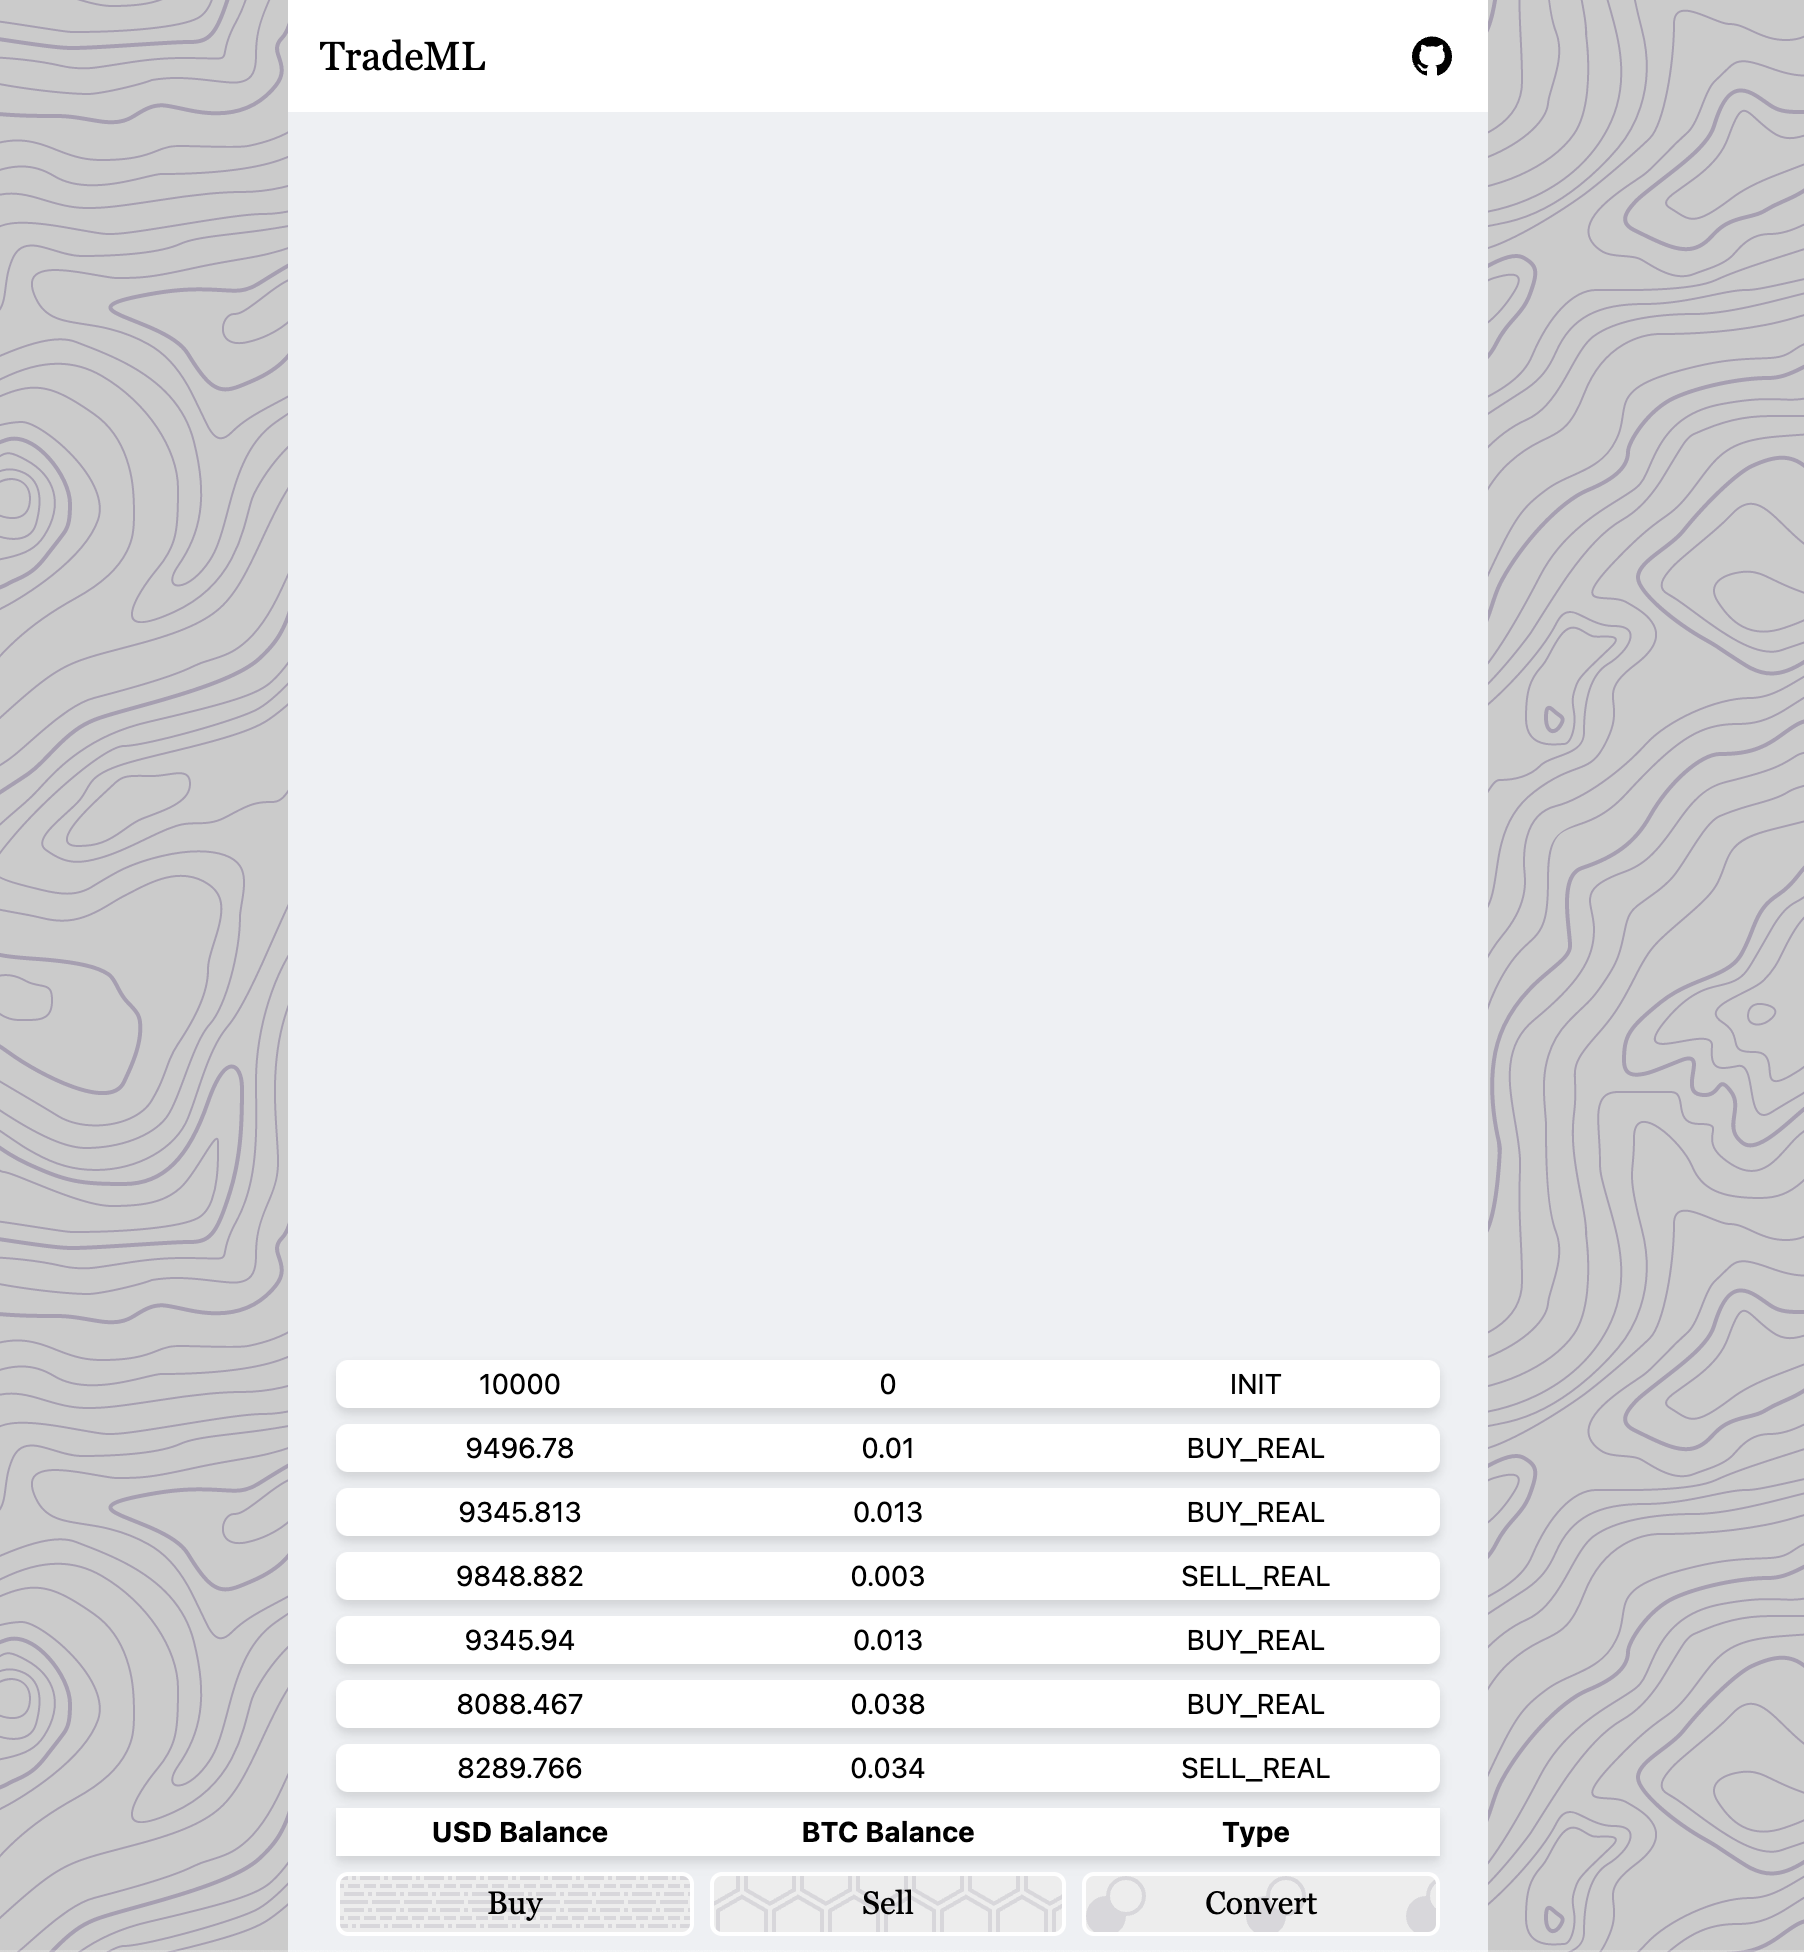 TradeML
10000 0 INIT
9496.78 0.01 BUY_REAL
9345.813 0.013 BUY_REAL
9848.882 0.003 SELL_REAL
9345.94 0.013 BUY_REAL
8088.467 0.038 BUY_REAL
8289.766 0.034 SELL_REAL
USD Balance BTC Balance Type
Buy Sell Convert